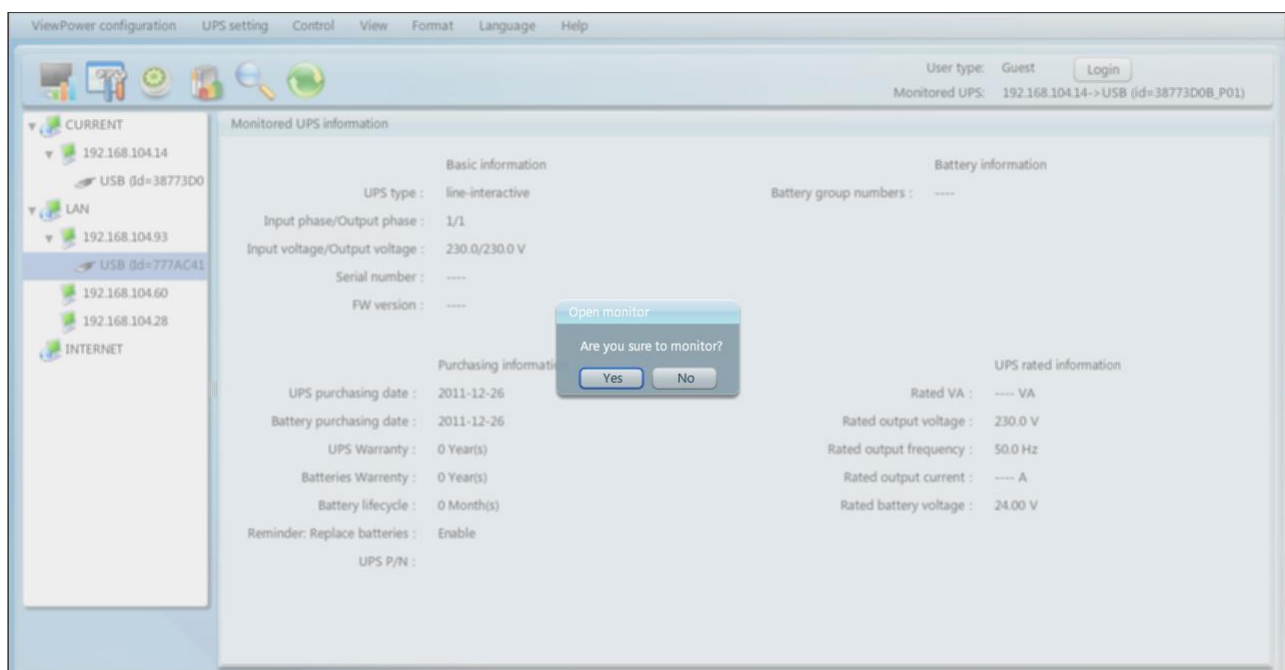 ViewPower configuration UPS setting Control View Format Language Help
User type: Guest Login
Monitored UPS: 192.168.104.14->USB (id=38773D0B_P01)
CURRENT
192.168.104.14
USB (Id=38773D0
LAN
192.168.104.93
USB (Id=777AC41
192.168.104.60
192.168.104.28
INTERNET
Monitored UPS information
Basic information
UPS type : line-interactive
Input phase/Output phase : 1/1
Input voltage/Output voltage : 230.0/230.0 V
Serial number : ----
FW version : ----
Battery information
Battery group numbers : ----
Open monitor
Are you sure to monitor?
Yes No
Purchasing informati
UPS purchasing date : 2011-12-26
Battery purchasing date : 2011-12-26
UPS Warranty : 0 Year(s)
Batteries Warrenty : 0 Year(s)
Battery lifecycle : 0 Month(s)
Reminder: Replace batteries : Enable
UPS P/N :
UPS rated information
Rated VA : ---- VA
Rated output voltage : 230.0 V
Rated output frequency : 50.0 Hz
Rated output current : ---- A
Rated battery voltage : 24.00 V